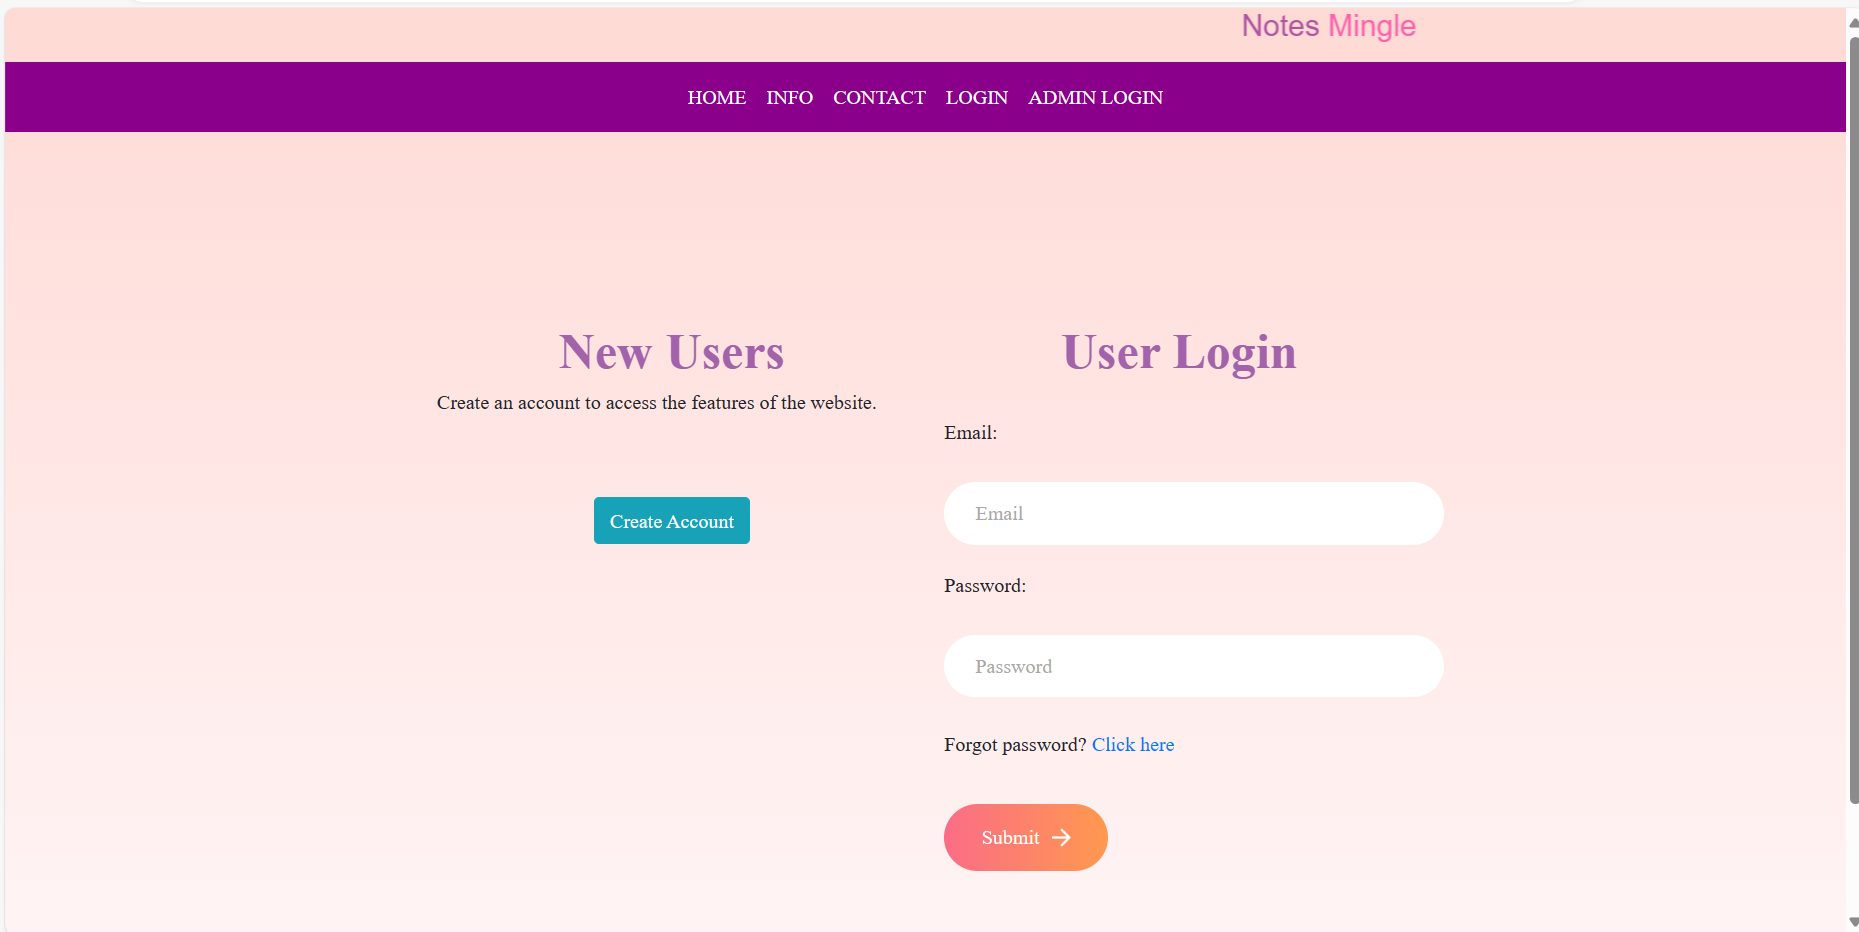 Notes Mingle
HOME INFO CONTACT LOGIN ADMIN LOGIN
New Users
Create an account to access the features of the website.
Create Account
User Login
Email:
Email
Password:
Password
Forgot password? Click here
Submit